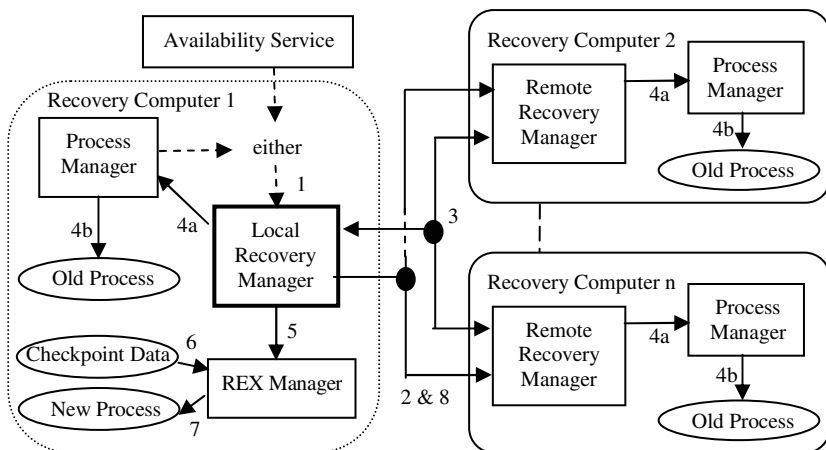 Availability Service
Recovery Computer 1
Process
Manager
either
1
4a
4b
Local
Recovery
Manager
Old Process
5
Checkpoint Data
6
REX Manager
New Process
7
2 & 8
3
Recovery Computer 2
Remote
Recovery
Manager
4a
Process
Manager
4b
Old Process
Recovery Computer n
Remote
Recovery
Manager
4a
Process
Manager
4b
Old Process